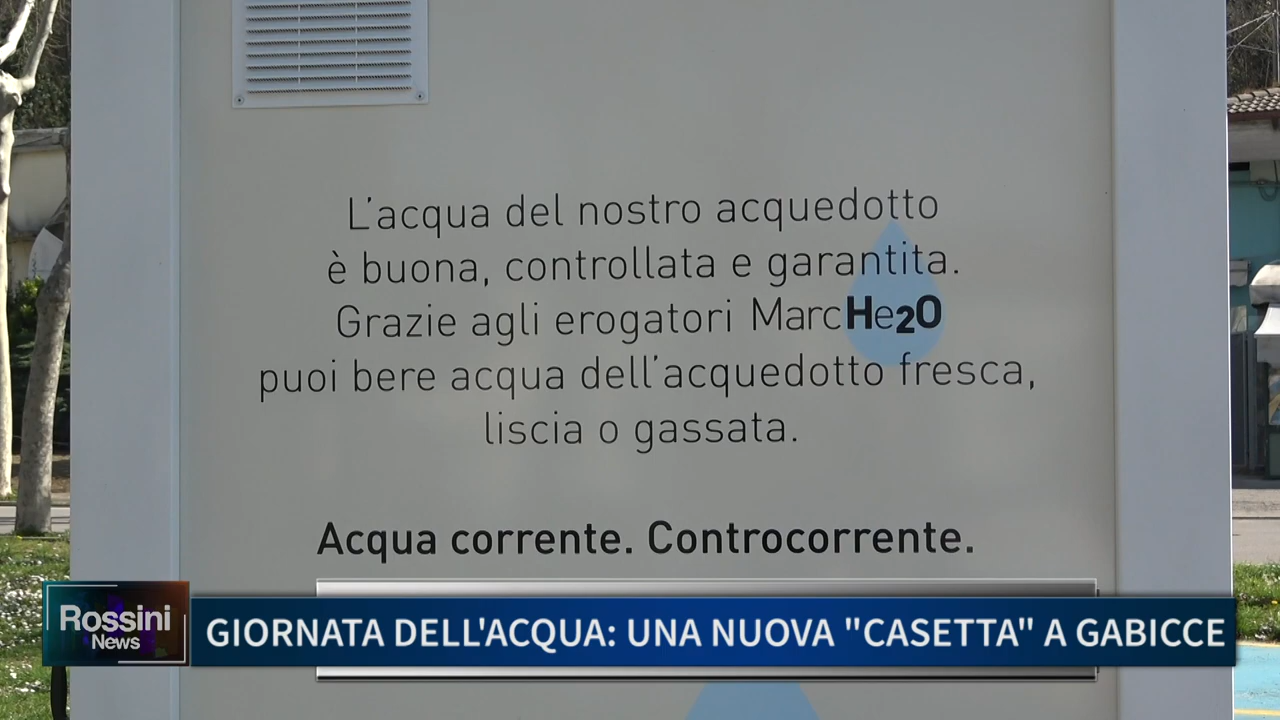 L'acqua del nostro acquedotto
è buona, controllata e garantita.
Grazie agli erogatori MarcHe2O
puoi bere acqua dell'acquedotto fresca,
liscia o gassata.
Acqua corrente. Controcorrente.
Rossini
News
GIORNATA DELL'ACQUA: UNA NUOVA "CASETTA" A GABICCE